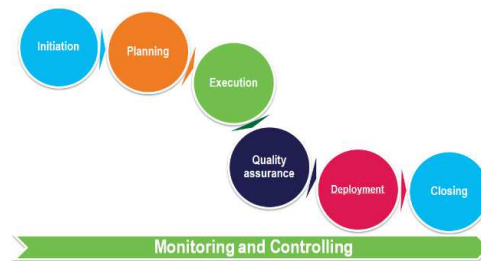 Initiation
Planning
Execution
Quality
assurance
Deployment
Closing
Monitoring and Controlling